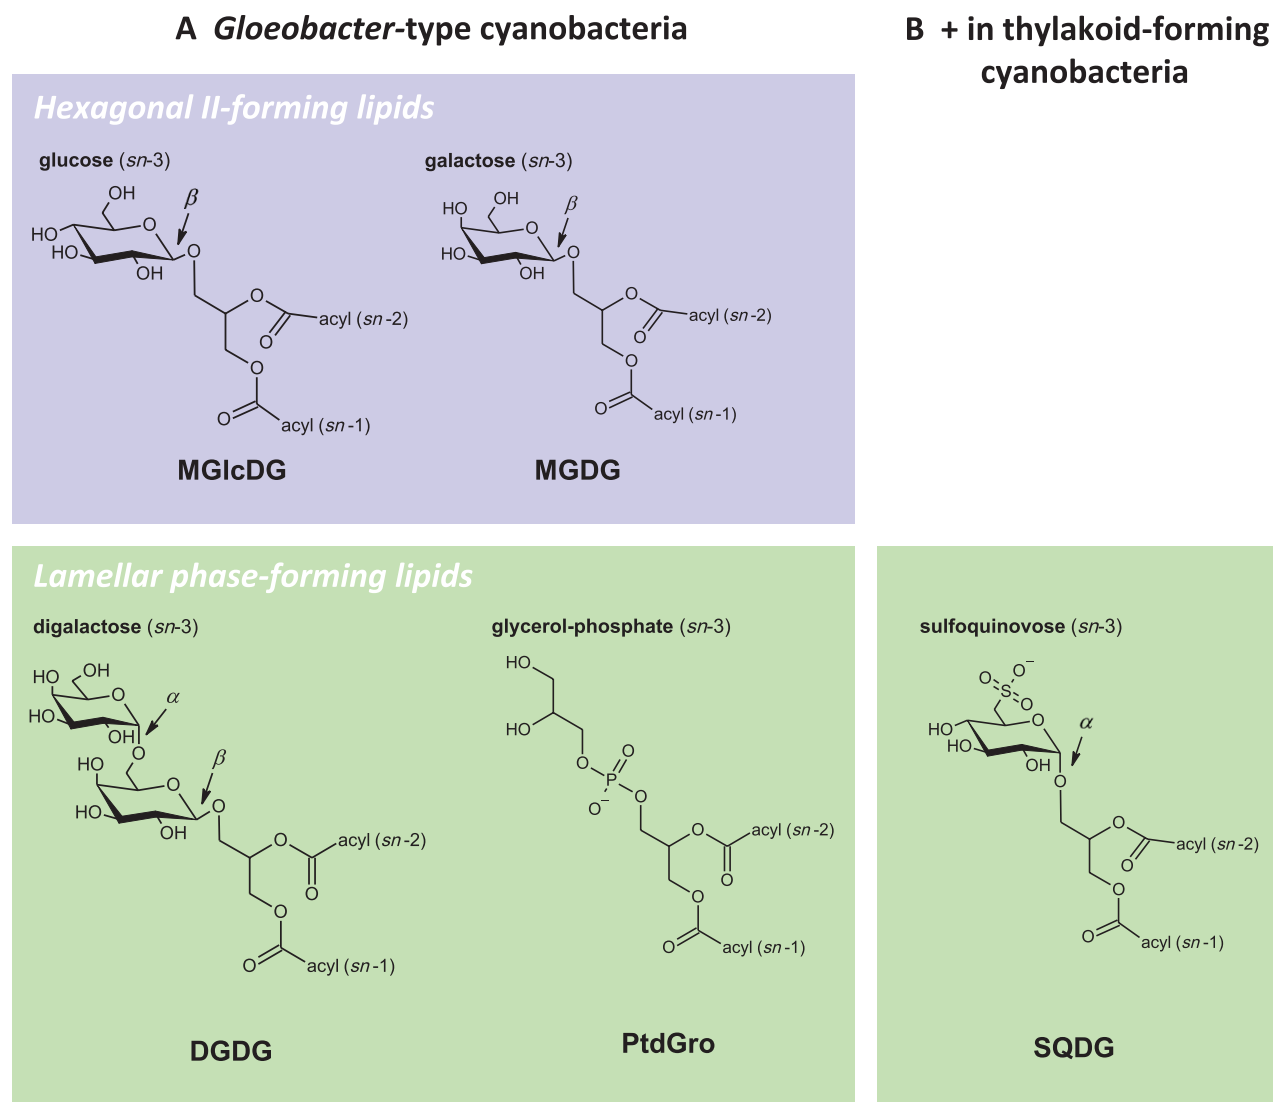 A Gloeobacter-type cyanobacteria
B + in thylakoid-forming
cyanobacteria
Hexagonal II-forming lipids
glucose (sn-3)
OH
β
O
HO
HO
OH
O
O
acyl (sn-2)
O
O
O
acyl (sn-1)
MGlcDG
galactose (sn-3)
OH
HO
β
O
HO
OH
O
O
acyl (sn-2)
O
O
O
acyl (sn-1)
MGDG
Lamellar phase-forming lipids
digalactose (sn-3)
OH
HO
O
α
HO
OH
O
HO
β
O
HO
OH
O
O
acyl (sn-2)
O
O
O
acyl (sn-1)
DGDG
glycerol-phosphate (sn-3)
HO
HO
O
O
P
O−
O
O
acyl (sn-2)
O
O
O
acyl (sn-1)
PtdGro
sulfoquinovose (sn-3)
O−
O
S
O
O
α
HO
HO
OH
O
O
acyl (sn-2)
O
O
O
acyl (sn-1)
SQDG